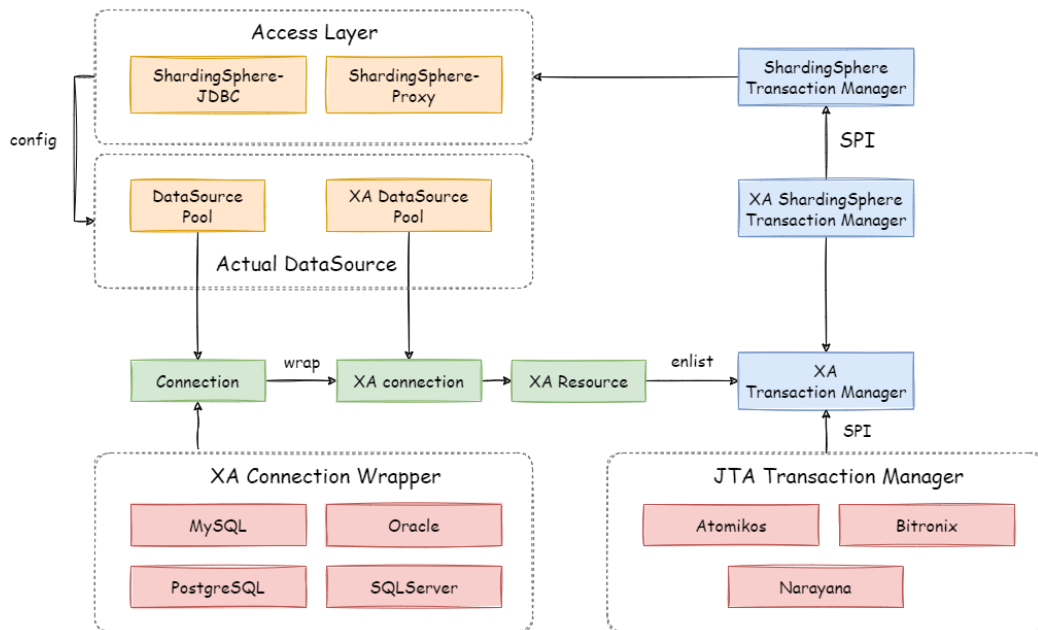 Access Layer
ShardingSphere-
JDBC
ShardingSphere-
Proxy
ShardingSphere
Transaction Manager
config
SPI
DataSource
Pool
XA DataSource
Pool
XA ShardingSphere
Transaction Manager
Actual DataSource
Connection
wrap
XA connection
XA Resource
enlist
XA
Transaction Manager
SPI
XA Connection Wrapper
MySQL
Oracle
PostgreSQL
SQLServer
JTA Transaction Manager
Atomikos
Bitronix
Narayana